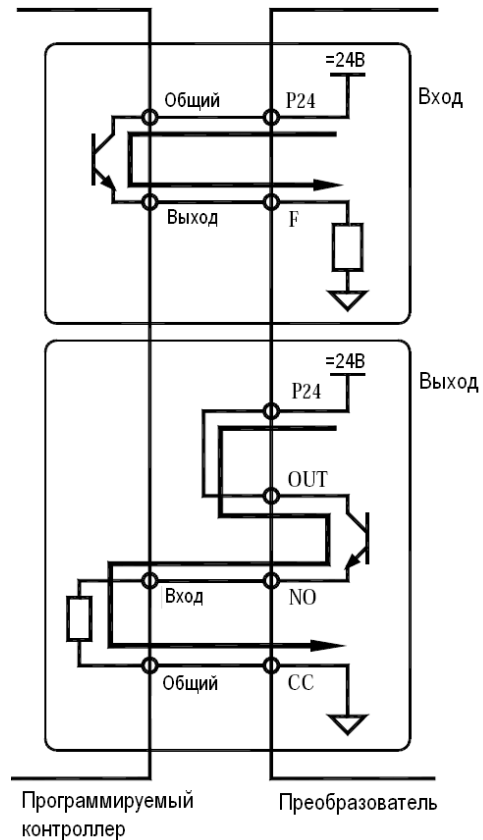 =24В
Общий
P24
Вход
Выход
F
=24В
P24
Выход
OUT
Вход
NO
Общий
CC
Программируемый
контроллер
Преобразователь